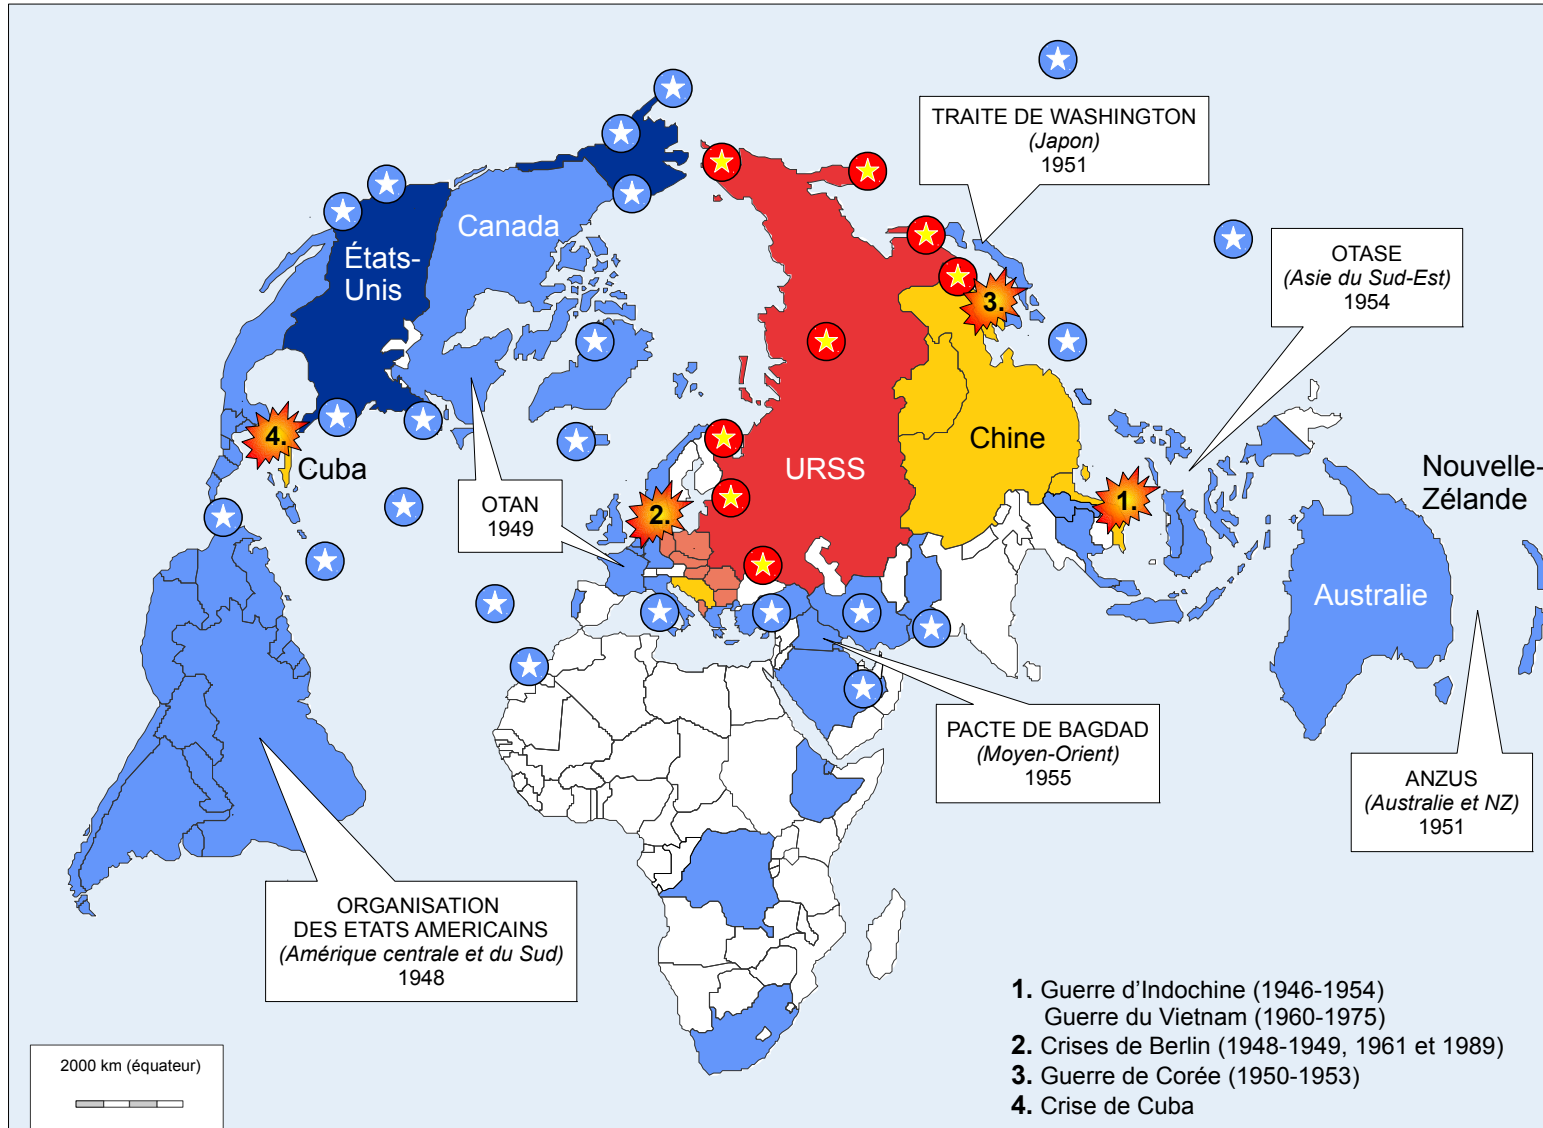 TRAITE DE WASHINGTON
(Japon)
1951
Canada
États-
Unis
OTASE
(Asie du Sud-Est)
1954
3.
4.
Cuba
Chine
URSS
Nouvelle-
Zélande
OTAN
1949
2.
1.
Australie
PACTE DE BAGDAD
(Moyen-Orient)
1955
ANZUS
(Australie et NZ)
1951
ORGANISATION
DES ETATS AMERICAINS
(Amérique centrale et du Sud)
1948
1. Guerre d’Indochine (1946-1954)
Guerre du Vietnam (1960-1975)
2. Crises de Berlin (1948-1949, 1961 et 1989)
3. Guerre de Corée (1950-1953)
4. Crise de Cuba
2000 km (équateur)